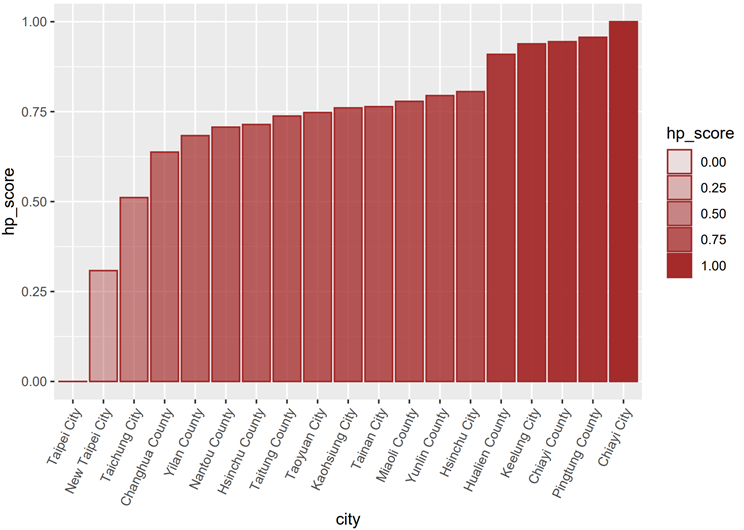 1.00
0.75
0.50
0.25
0.00
hp_score
Taipei City
New Taipei City
Taichung City
Changhua County
Yilan County
Nantou County
Hsinchu County
Taitung County
Taoyuan City
Kaohsiung City
Tainan City
Miaoli County
Yunlin County
Hsinchu City
Hualien County
Keelung City
Chiayi County
Pingtung County
Chiayi City
city
hp_score
0.00
0.25
0.50
0.75
1.00